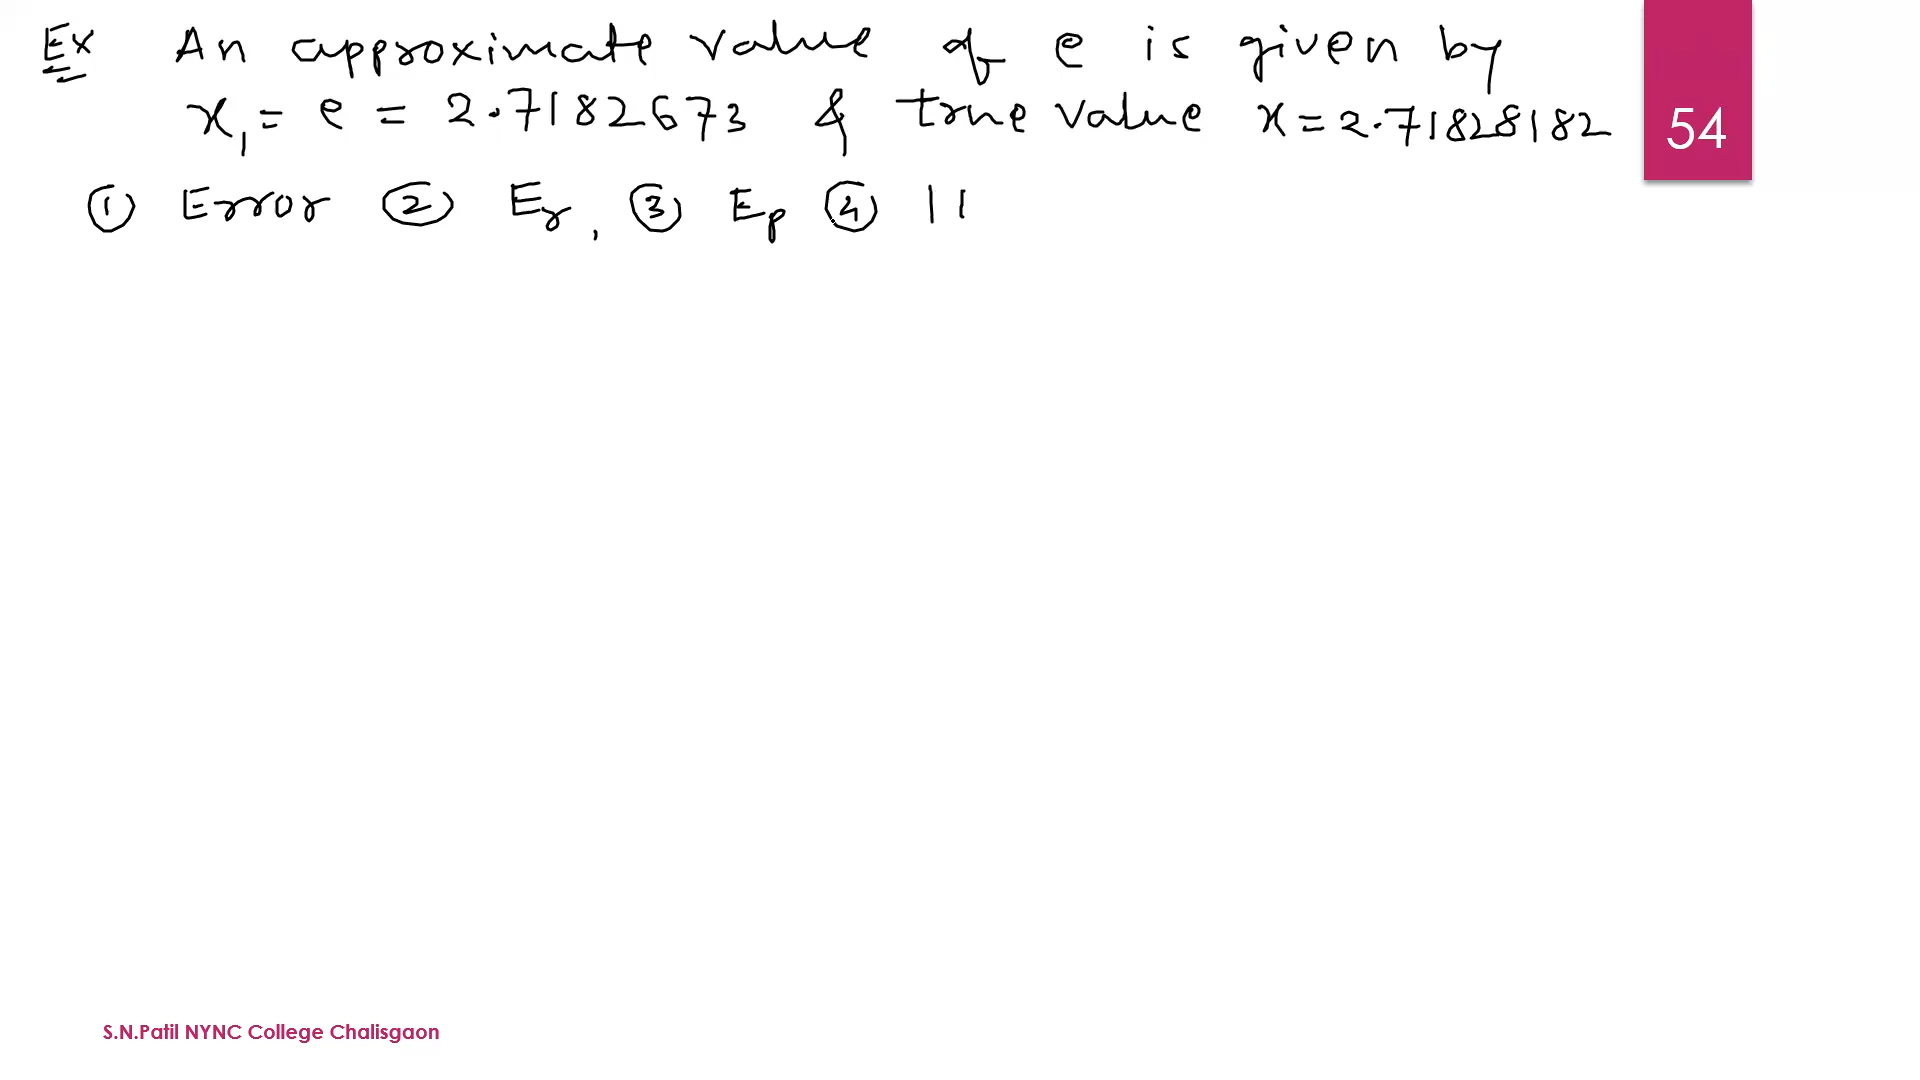 Ex An approximate value of e is given by
x₁ = e = 2.7182673 & true value x = 2.71828182
54
① Error ② Eᵣ, ③ Eₚ ④ | |
S.N.Patil NYNC College Chalisgaon